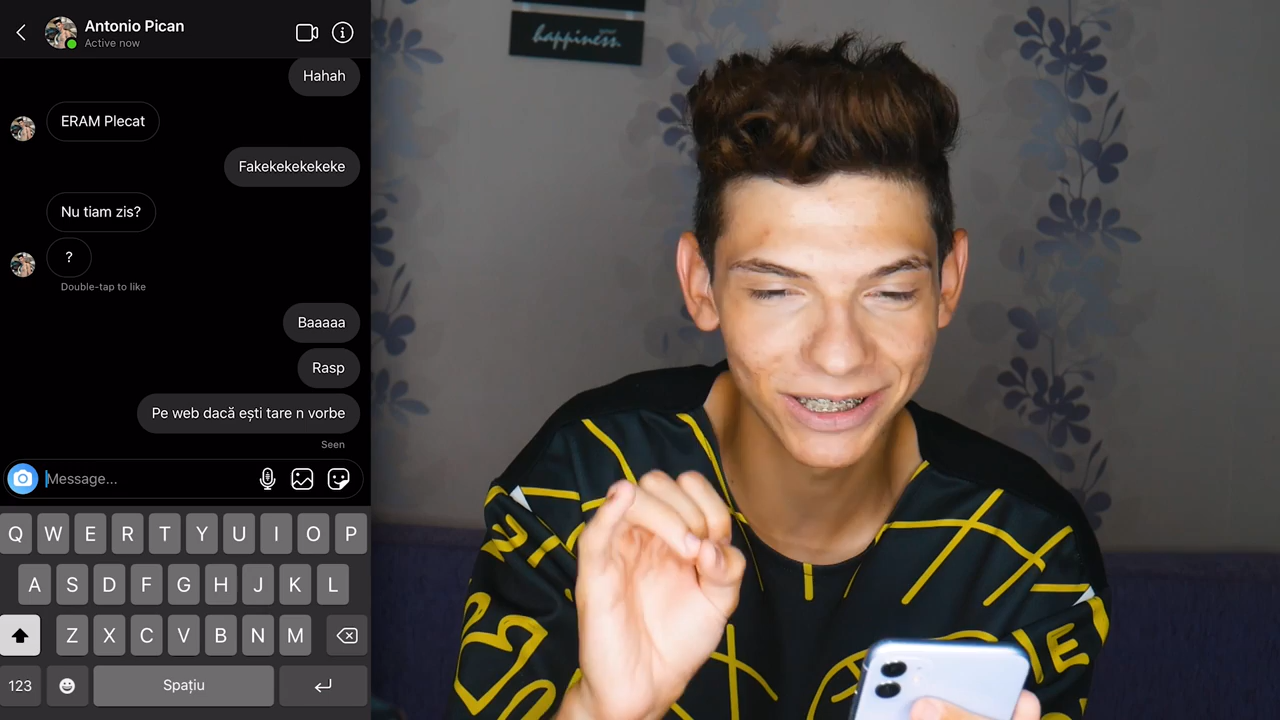 Antonio Pican
Active now
Hahah
ERAM Plecat
Fakekekekekeke
Nu tiam zis?
?
Double-tap to like
Baaaaa
Rasp
Pe web dacă ești tare n vorbe
Seen
Message...
Q W E R T Y U I O P
A S D F G H J K L
Z X C V B N M
123
Spațiu
happiness